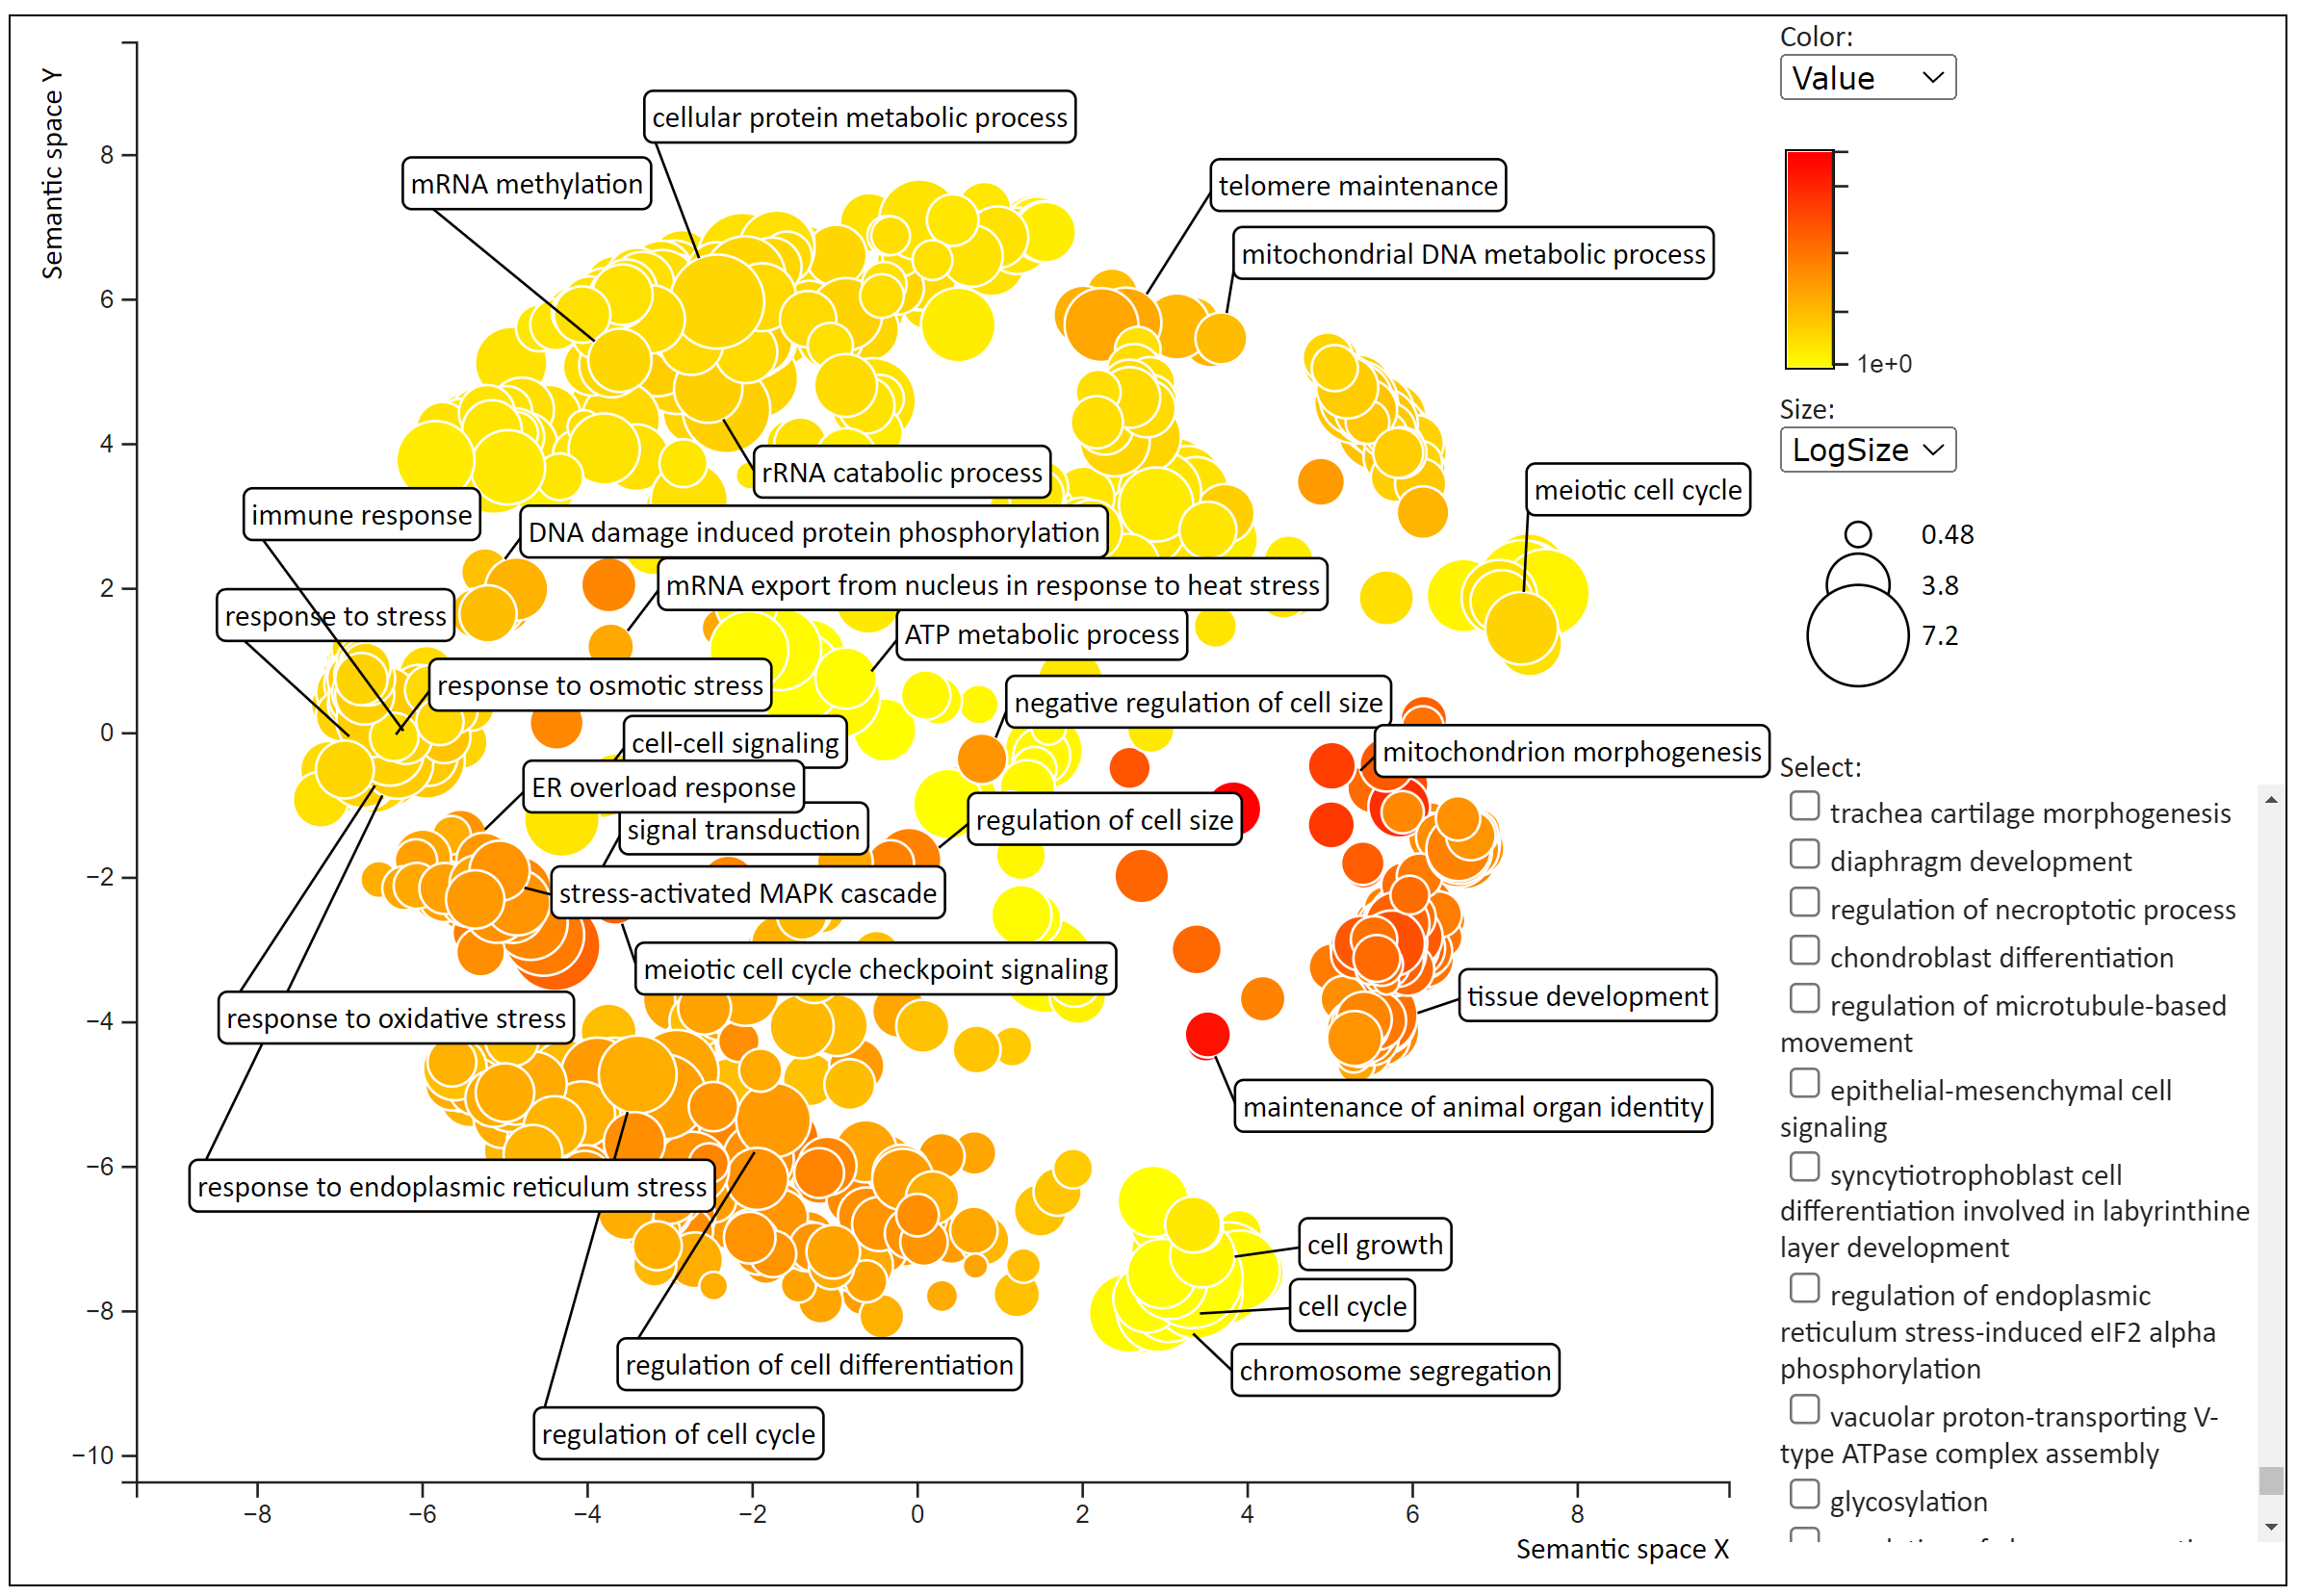 Semantic space Y
8
6
4
2
0
−2
−4
−6
−8
−10
−8
−6
−4
−2
0
2
4
6
8
Semantic space X
cellular protein metabolic process
mRNA methylation
telomere maintenance
mitochondrial DNA metabolic process
rRNA catabolic process
meiotic cell cycle
immune response
DNA damage induced protein phosphorylation
mRNA export from nucleus in response to heat stress
response to stress
ATP metabolic process
response to osmotic stress
negative regulation of cell size
cell-cell signaling
mitochondrion morphogenesis
ER overload response
signal transduction
regulation of cell size
stress-activated MAPK cascade
meiotic cell cycle checkpoint signaling
tissue development
response to oxidative stress
maintenance of animal organ identity
response to endoplasmic reticulum stress
cell growth
cell cycle
regulation of cell differentiation
chromosome segregation
regulation of cell cycle
Color:
Value
1e+0
Size:
LogSize
0.48
3.8
7.2
Select:
trachea cartilage morphogenesis
diaphragm development
regulation of necroptotic process
chondroblast differentiation
regulation of microtubule-based
movement
epithelial-mesenchymal cell
signaling
syncytiotrophoblast cell
differentiation involved in labyrinthine
layer development
regulation of endoplasmic
reticulum stress-induced eIF2 alpha
phosphorylation
vacuolar proton-transporting V-
type ATPase complex assembly
glycosylation